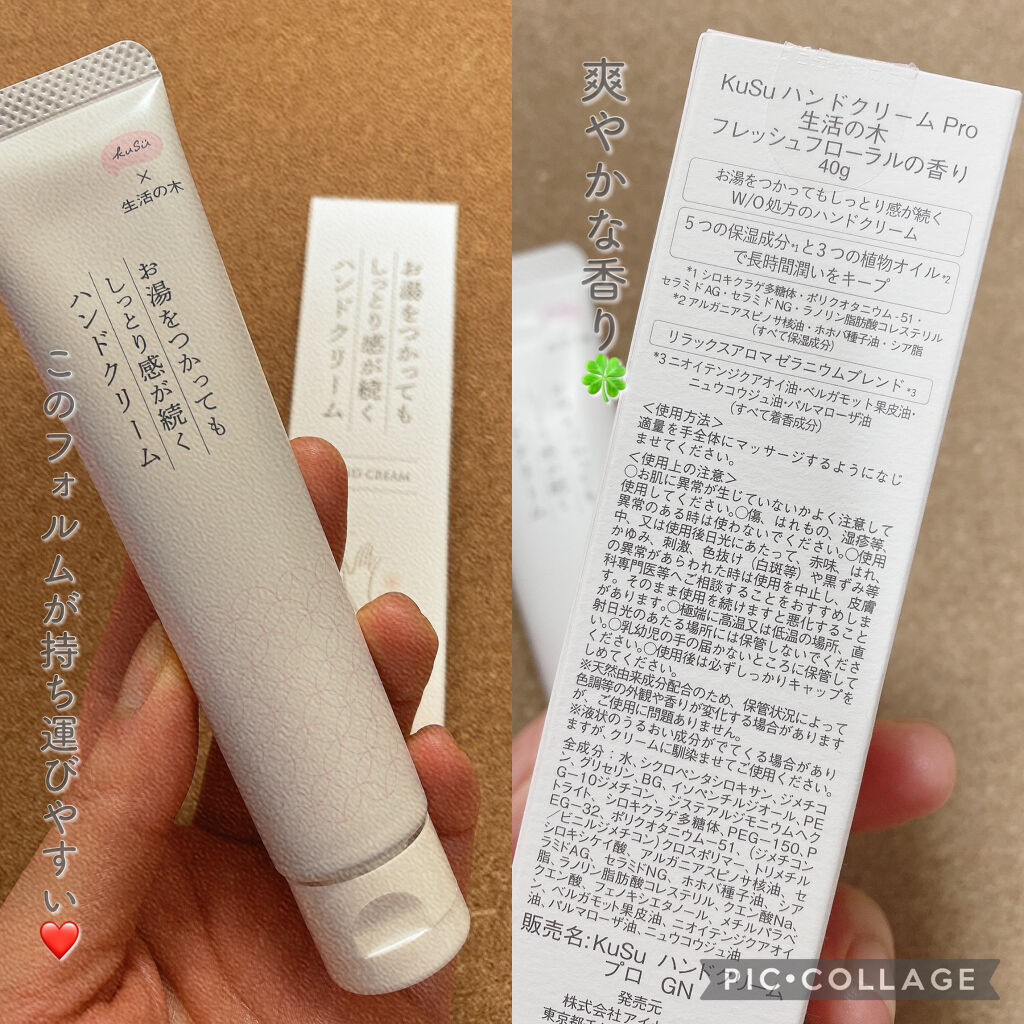 kusu
×
生活の木
お湯をつかっても
しっとり感が続く
ハンドクリーム
このフォルムが持ち運びやすい❤️
お湯をつかっても
しっとり感が続く
ハンドクリーム
CREAM
爽やかな香り🍀
KuSu ハンドクリーム Pro
生活の木
フレッシュフローラルの香り
40g
お湯をつかってもしっとり感が続く
W/O処方のハンドクリーム
5つの保湿成分*1と3つの植物オイル*2
で長時間潤いをキープ
*1 シロキクラゲ多糖体・ポリクオタニウム-51・
セラミドAG・セラミドNG・ラノリン脂肪酸コレステリル
*2 アルガニアスピノサ核油・ホホバ種子油・シア脂
(すべて保湿成分)
リラックスアロマ ゼラニウムブレンド*3
*3 ニオイテンジクアオイ油・ベルガモット果皮油・
ニュウコウジュ油・パルマローザ油
(すべて着香成分)
＜使用方法＞
適量を手全体にマッサージするようになじ
ませてください。
＜使用上の注意＞
○お肌に異常が生じていないかよく注意して
使用してください。○傷、はれもの、湿疹等、
異常のある時は使わないでください。○使用
中、又は使用後日光にあたって、赤味、はれ、
かゆみ、刺激、色抜け（白斑等）や黒ずみ等
の異常があらわれた時は使用を中止し、皮膚
科専門医等へご相談することをおすすめしま
す。そのまま使用を続けますと悪化すること
があります。○極端に高温又は低温の場所、直
射日光のあたる場所には保管しないでくださ
い。○乳幼児の手の届かないところに保管して
ください。○使用後は必ずしっかりキャップを
しめてください。
※天然由来成分配合のため、保管状況によって
色調等の外観や香りが変化する場合があります
が、ご使用に問題ありません。
※液状のうるおい成分がでてくる場合があり
ますが、クリームに馴染ませてご使用ください。
全成分：水、シクロペンタシロキサン、ジメチコ
ン、グリセリン、BG、イソペンチルジオール、PE
G－10ジメチコン、ジステアルジモニウムヘク
トライト、シロキクラゲ多糖体、PEG－150、P
EG－32、ポリクオタニウム－51、（ジメチコン
／ビニルジメチコン）クロスポリマー、トリメチル
シロキシケイ酸、アルガニアスピノサ核油、セ
ラミドAG、セラミドNG、ホホバ種子油、シア
脂、ラノリン脂肪酸コレステリル、クエン酸Na、
クエン酸、フェノキシエタノール、メチルパラベ
ン、ベルガモット果皮油、ニオイテンジクアオイ
油、パルマローザ油、ニュウコウジュ油
販売名：KuSu ハンドクリーム
プロ GN
発売元
株式会社アイ
東京都
PIC•COLLAGE